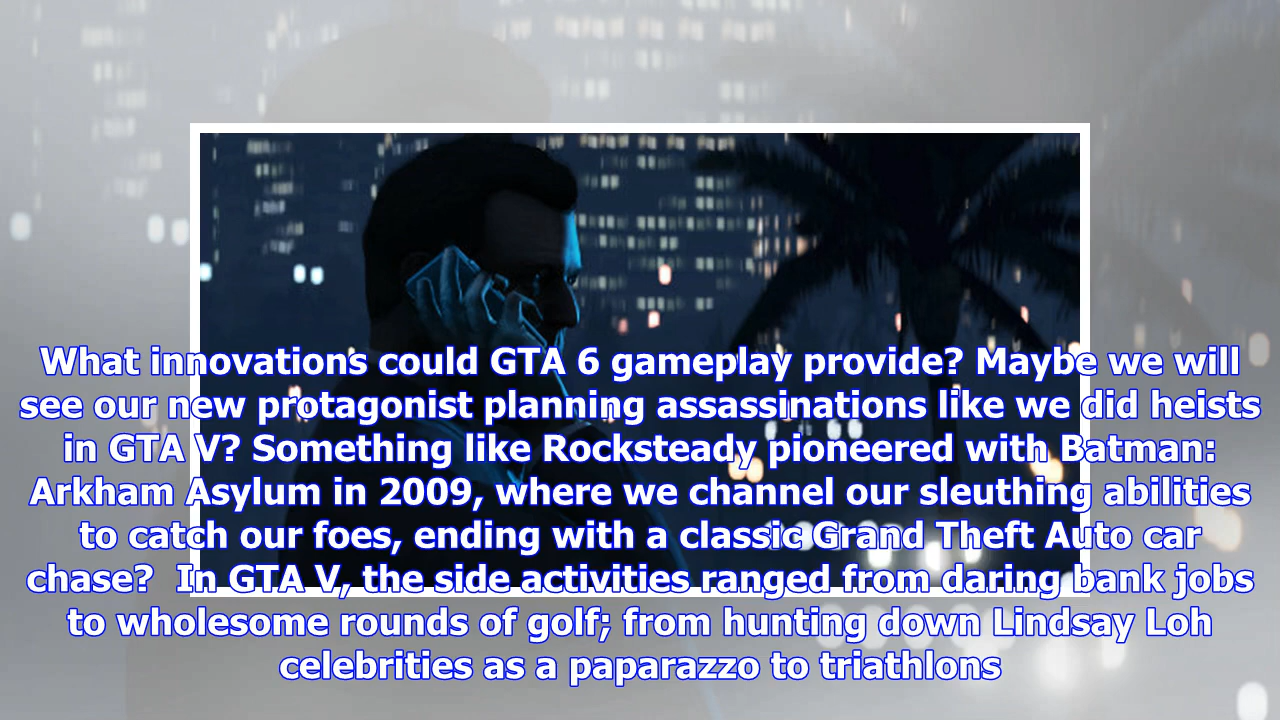 What innovations could GTA 6 gameplay provide? Maybe we will
see our new protagonist planning assassinations like we did heists
in GTA V? Something like Rocksteady pioneered with Batman:
Arkham Asylum in 2009, where we channel our sleuthing abilities
to catch our foes, ending with a classic Grand Theft Auto car
chase?  In GTA V, the side activities ranged from daring bank jobs
to wholesome rounds of golf; from hunting down Lindsay Loh
celebrities as a paparazzo to triathlons